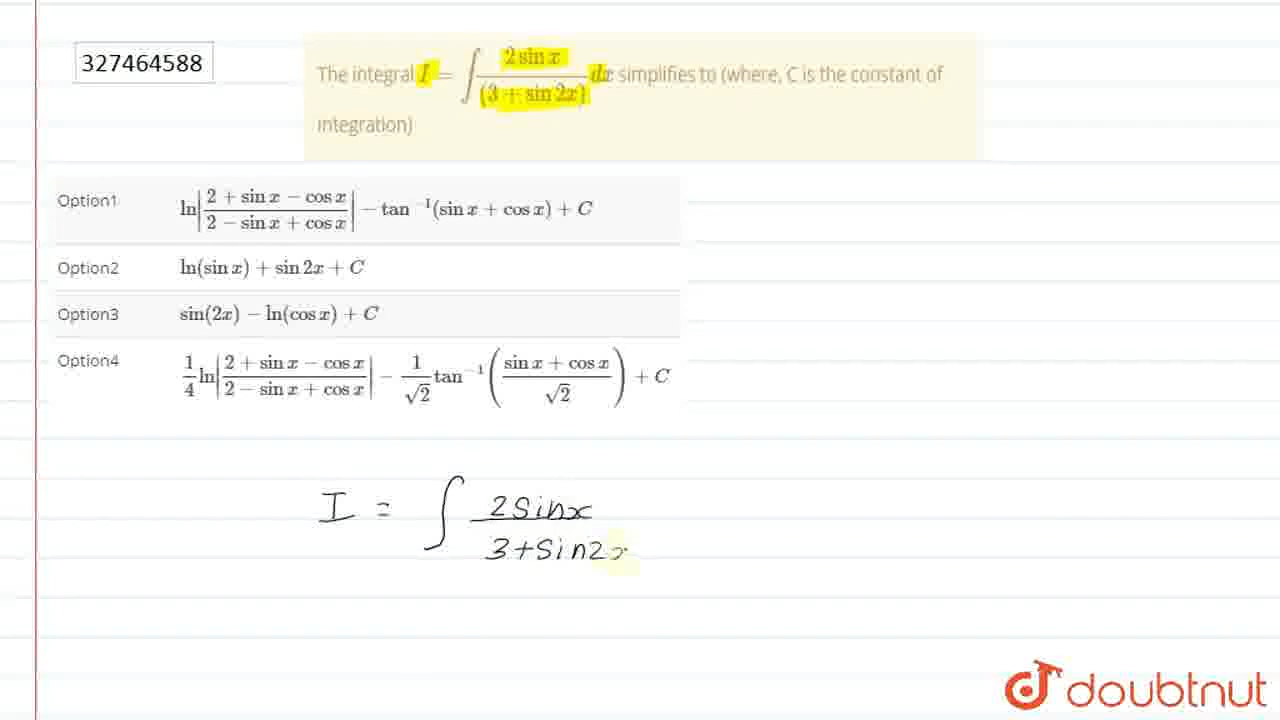 327464588
The integral I = ∫ 2 sin x / (3 + sin 2x) dx simplifies to (where, C is the constant of
integration)
Option1 ln|(2 + sin x − cos x)/(2 − sin x + cos x)| − tan⁻¹(sin x + cos x) + C
Option2 ln(sin x) + sin 2x + C
Option3 sin(2x) − ln(cos x) + C
Option4 1/4 ln|(2 + sin x − cos x)/(2 − sin x + cos x)| − 1/√2 tan⁻¹((sin x + cos x)/√2) + C
I = ∫ 2sinx / 3+sin2x
doubtnut